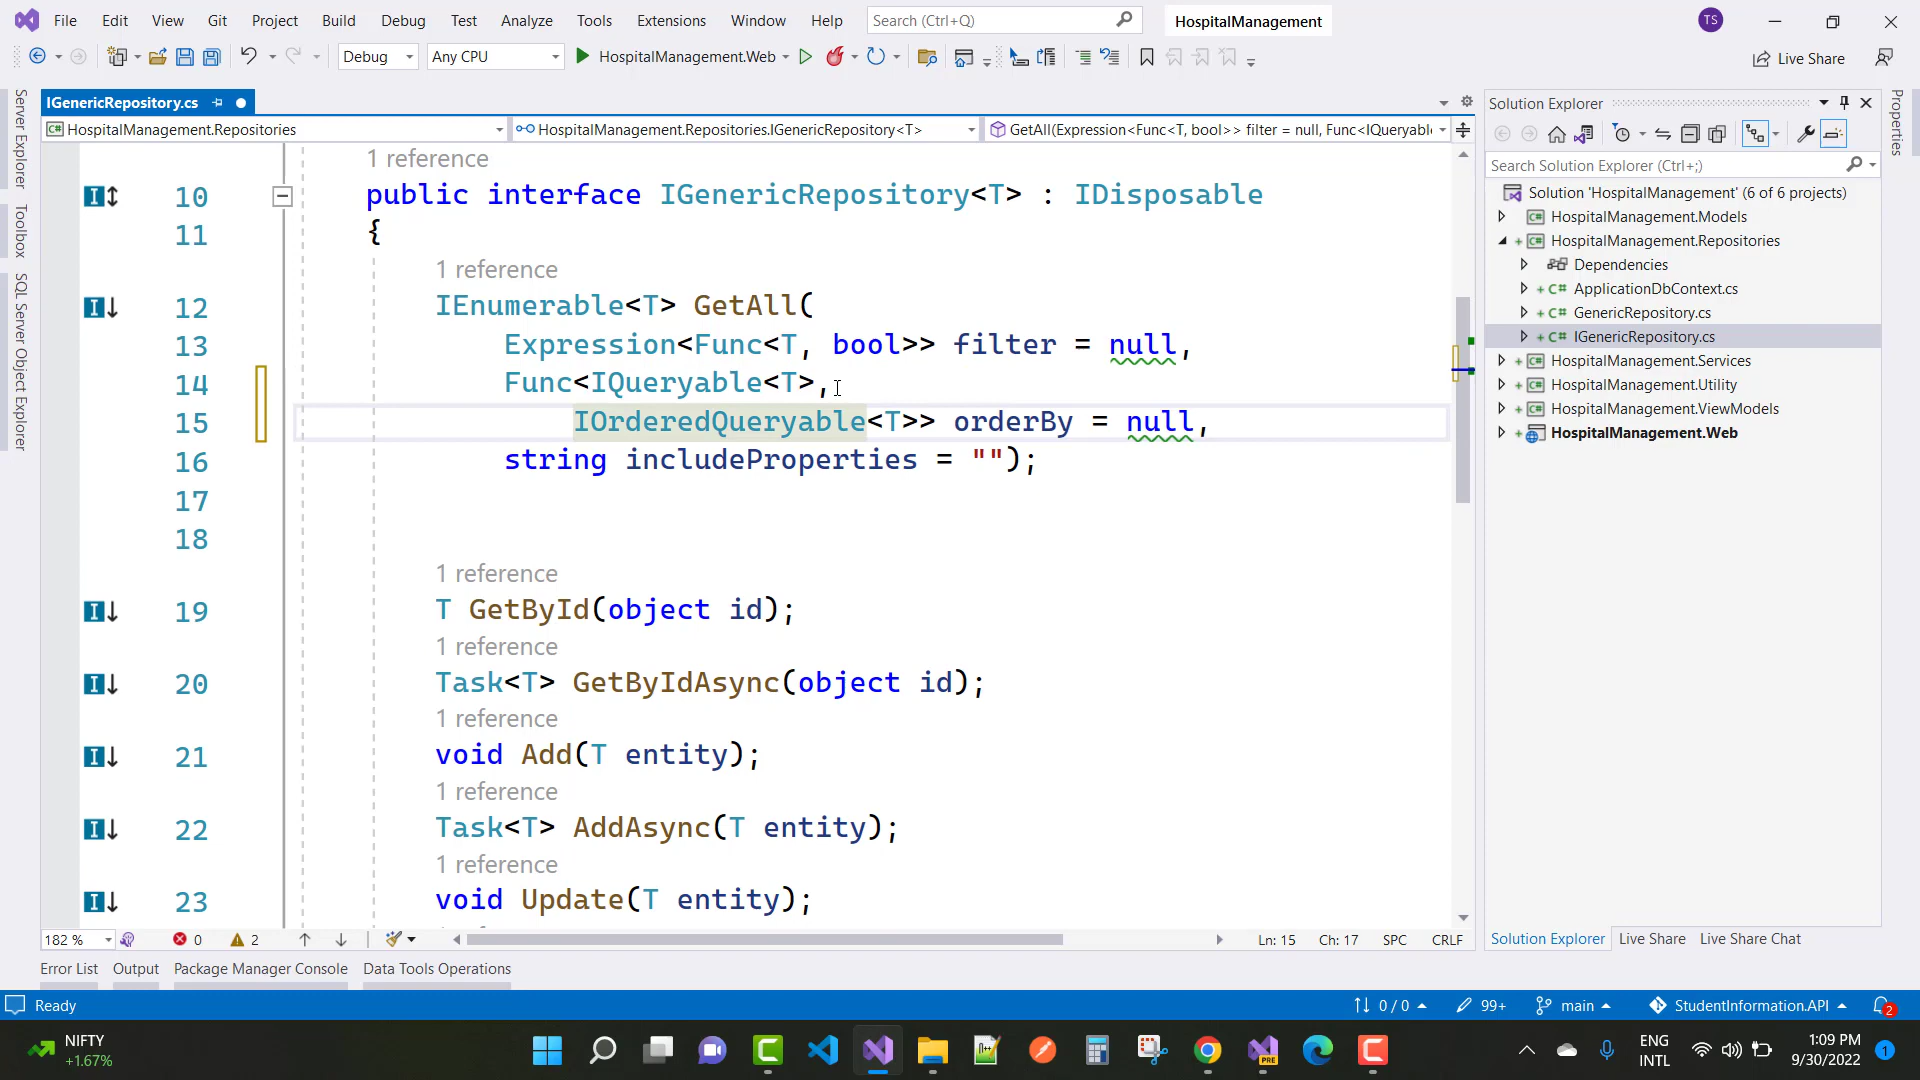 File Edit View Git Project Build Debug Test Analyze Tools Extensions Window Help Search (Ctrl+Q) HospitalManagement TS
Debug Any CPU HospitalManagement.Web Live Share
IGenericRepository.cs
HospitalManagement.Repositories HospitalManagement.Repositories.IGenericRepository<T> GetAll(Expression<Func<T, bool>> filter = null, Func<IQueryabl
Server Explorer
Toolbox
SQL Server Object Explorer
1 reference
10 public interface IGenericRepository<T> : IDisposable
11 {
1 reference
12 IEnumerable<T> GetAll(
13 Expression<Func<T, bool>> filter = null,
14 Func<IQueryable<T>,
15 IOrderedQueryable<T>> orderBy = null,
16 string includeProperties = "");
17
18
1 reference
19 T GetById(object id);
1 reference
20 Task<T> GetByIdAsync(object id);
1 reference
21 void Add(T entity);
1 reference
22 Task<T> AddAsync(T entity);
1 reference
23 void Update(T entity);
182 % 0 2 Ln: 15 Ch: 17 SPC CRLF
Solution Explorer
Search Solution Explorer (Ctrl+;)
Solution 'HospitalManagement' (6 of 6 projects)
HospitalManagement.Models
HospitalManagement.Repositories
Dependencies
ApplicationDbContext.cs
GenericRepository.cs
IGenericRepository.cs
HospitalManagement.Services
HospitalManagement.Utility
HospitalManagement.ViewModels
HospitalManagement.Web
Solution Explorer Live Share Live Share Chat
Properties
Error List Output Package Manager Console Data Tools Operations
Ready 0 / 0 99+ main StudentInformation.API 2
NIFTY
+1.67%
PRE
ENG
INTL
1:09 PM
9/30/2022
1